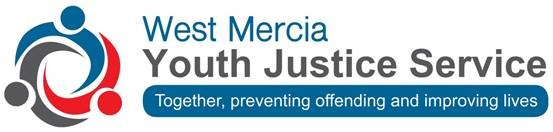 West Mercia
Youth Justice Service
Together, preventing offending and improving lives